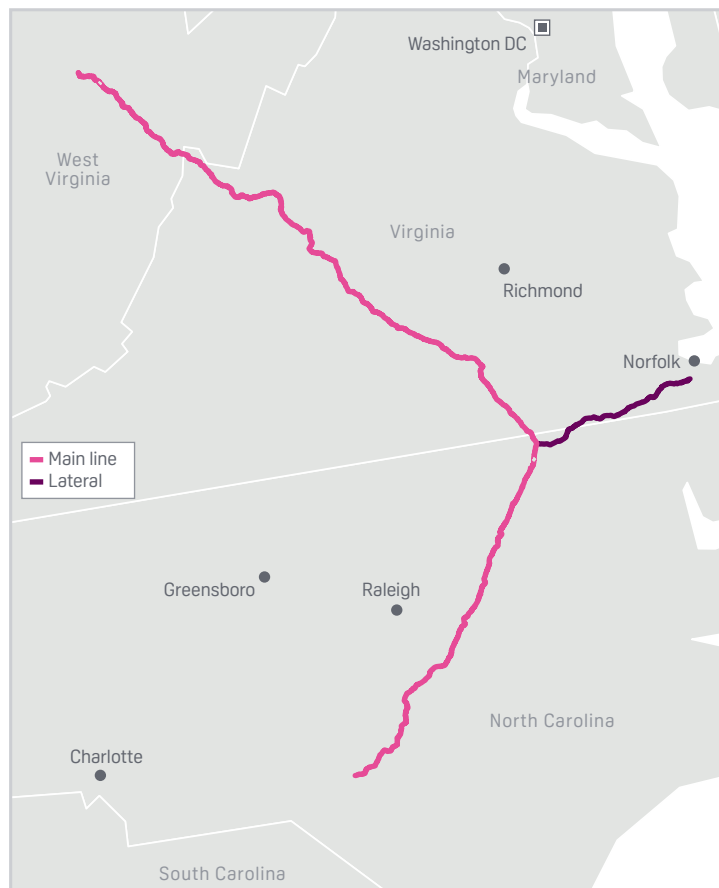 Washington DC
Maryland
West
Virginia
Virginia
Richmond
Norfolk
Main line
Lateral
Greensboro
Raleigh
North Carolina
Charlotte
South Carolina